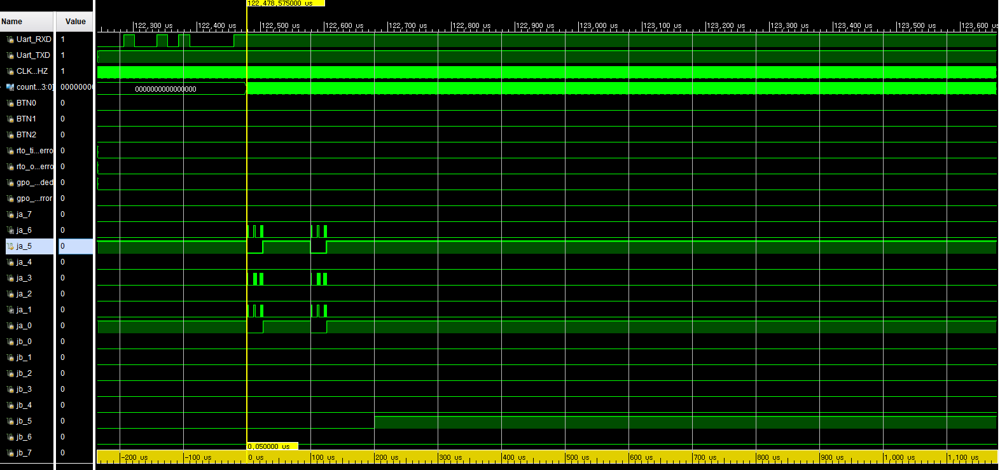 122,478,575000 us
Name Value
122,300 us 122,400 us 122,500 us 122,600 us 122,700 us 122,800 us 122,900 us 123,000 us 123,100 us 123,200 us 123,300 us 123,400 us 123,500 us 123,600 us
Uart_RXD 1
Uart_TXD 1
CLK...HZ 1
count...3:0] 00000000 0000000000000000
BTN0 0
BTN1 0
BTN2 0
rto_ti...erro 0
rto_o...erro 0
gpo_...ded 0
gpo_...rror 0
ja_7 0
ja_6 0
ja_5 0
ja_4 0
ja_3 0
ja_2 0
ja_1 0
ja_0 0
jb_0 0
jb_1 0
jb_2 0
jb_3 0
jb_4 0
jb_5 0
jb_6 0
jb_7 0
0,050000 us
-200 us -100 us 0 us 100 us 200 us 300 us 400 us 500 us 600 us 700 us 800 us 900 us 1,000 us 1,100 us